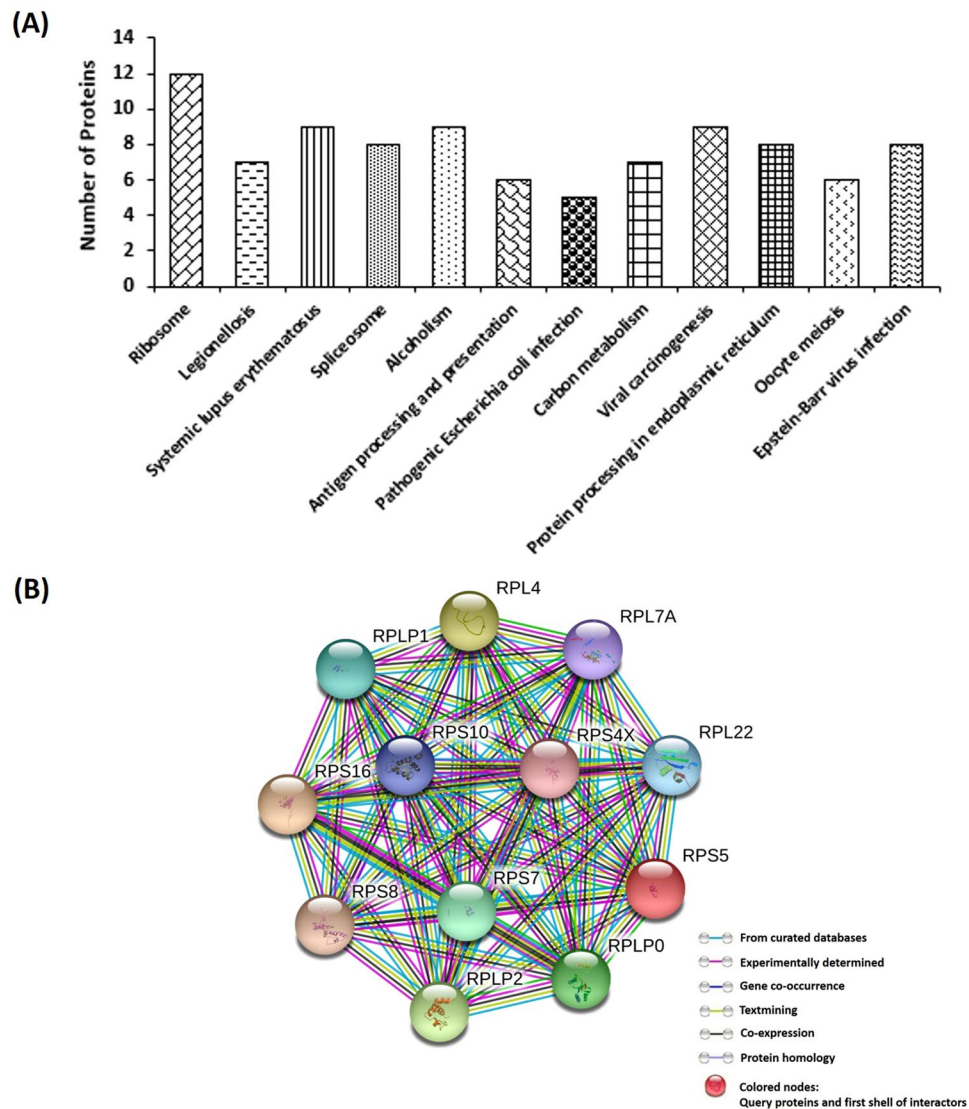 (A)
Number of Proteins
14
12
10
8
6
4
2
0
Ribosome
Legionellosis
Systemic lupus erythematosus
Spliceosome
Alcoholism
Antigen processing and presentation
Pathogenic Escherichia coli infection
Carbon metabolism
Viral carcinogenesis
Protein processing in endoplasmic reticulum
Oocyte meiosis
Epstein-Barr virus infection
(B)
RPL4
RPLP1
RPL7A
RPS10
RPS4X
RPL22
RPS16
RPS5
RPS8
RPS7
RPLP0
RPLP2
From curated databases
Experimentally determined
Gene co-occurrence
Textmining
Co-expression
Protein homology
Colored nodes:
Query proteins and first shell of interactors